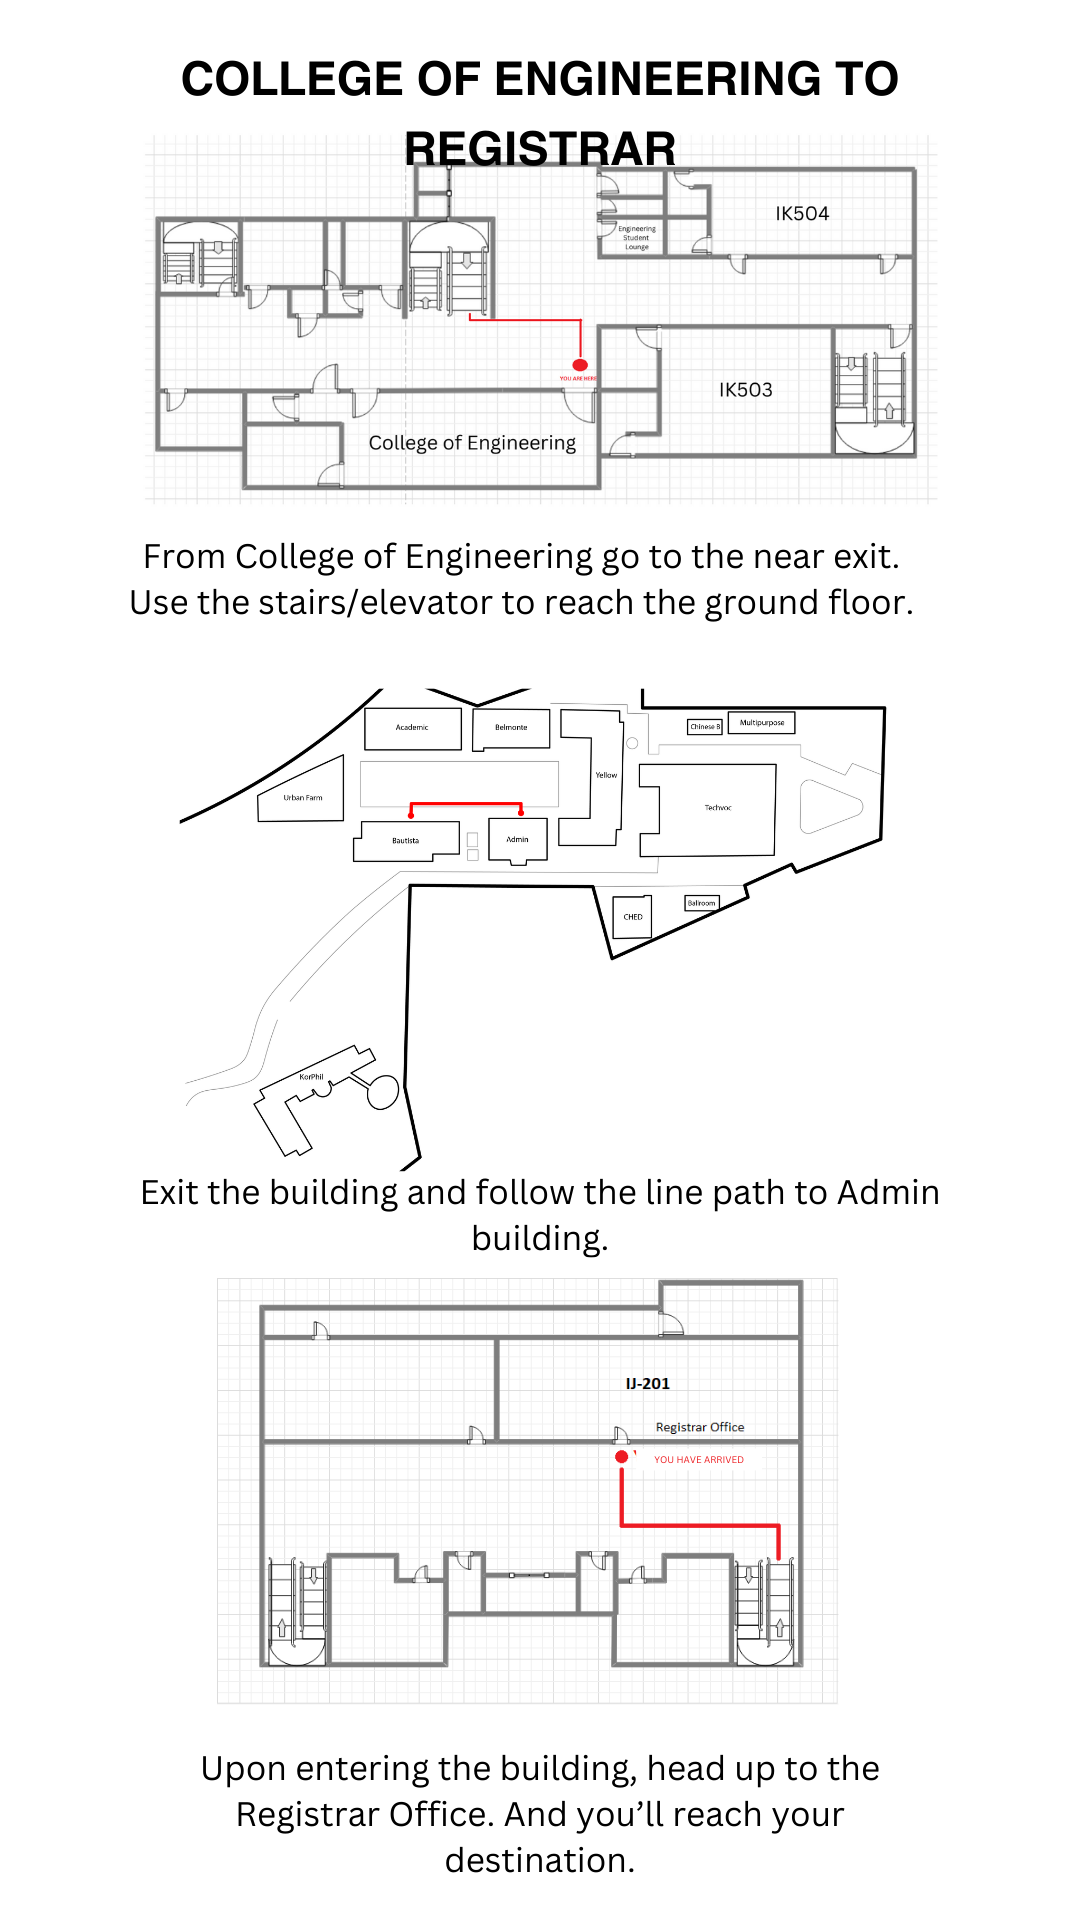 COLLEGE OF ENGINEERING TO
REGISTRAR
IK504
Engineering
Student
Lounge
YOU ARE HERE
IK503
College of Engineering
From College of Engineering go to the near exit.
Use the stairs/elevator to reach the ground floor.
Academic
Belmonte
Chinese B
Multipurpose
Yellow
Urban Farm
Techvoc
Bautista
Admin
CHED
Ballroom
KorPhil
Exit the building and follow the line path to Admin
building.
IJ-201
Registrar Office
YOU HAVE ARRIVED
Upon entering the building, head up to the
Registrar Office. And you’ll reach your
destination.